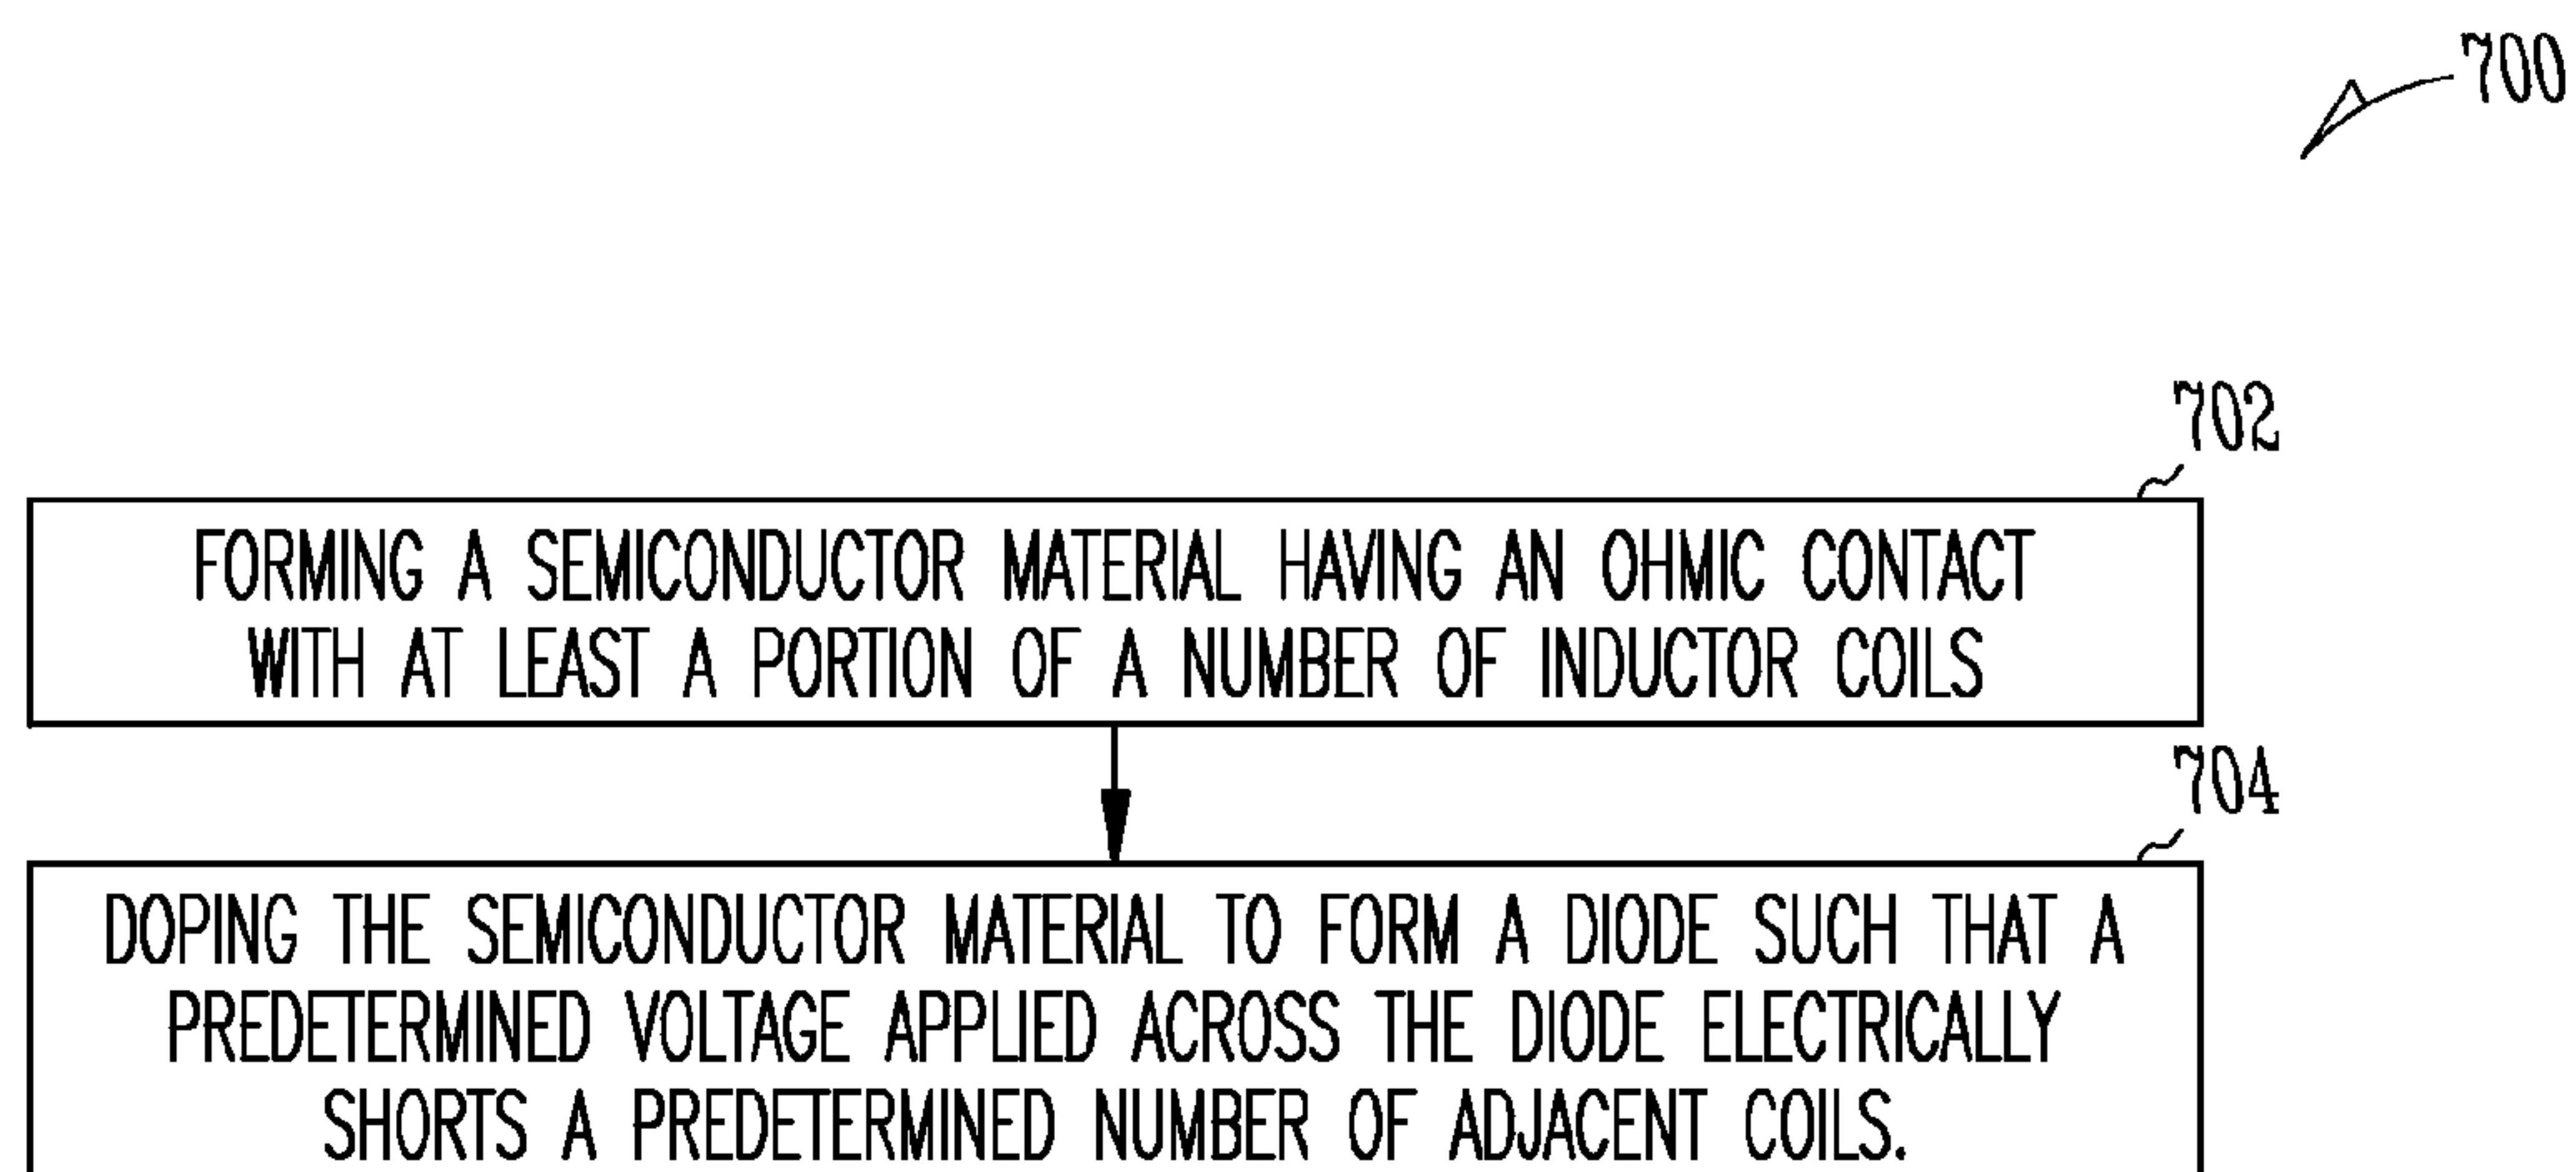 700
702
FORMING A SEMICONDUCTOR MATERIAL HAVING AN OHMIC CONTACT
WITH AT LEAST A PORTION OF A NUMBER OF INDUCTOR COILS
704
DOPING THE SEMICONDUCTOR MATERIAL TO FORM A DIODE SUCH THAT A
PREDETERMINED VOLTAGE APPLIED ACROSS THE DIODE ELECTRICALLY
SHORTS A PREDETERMINED NUMBER OF ADJACENT COILS.